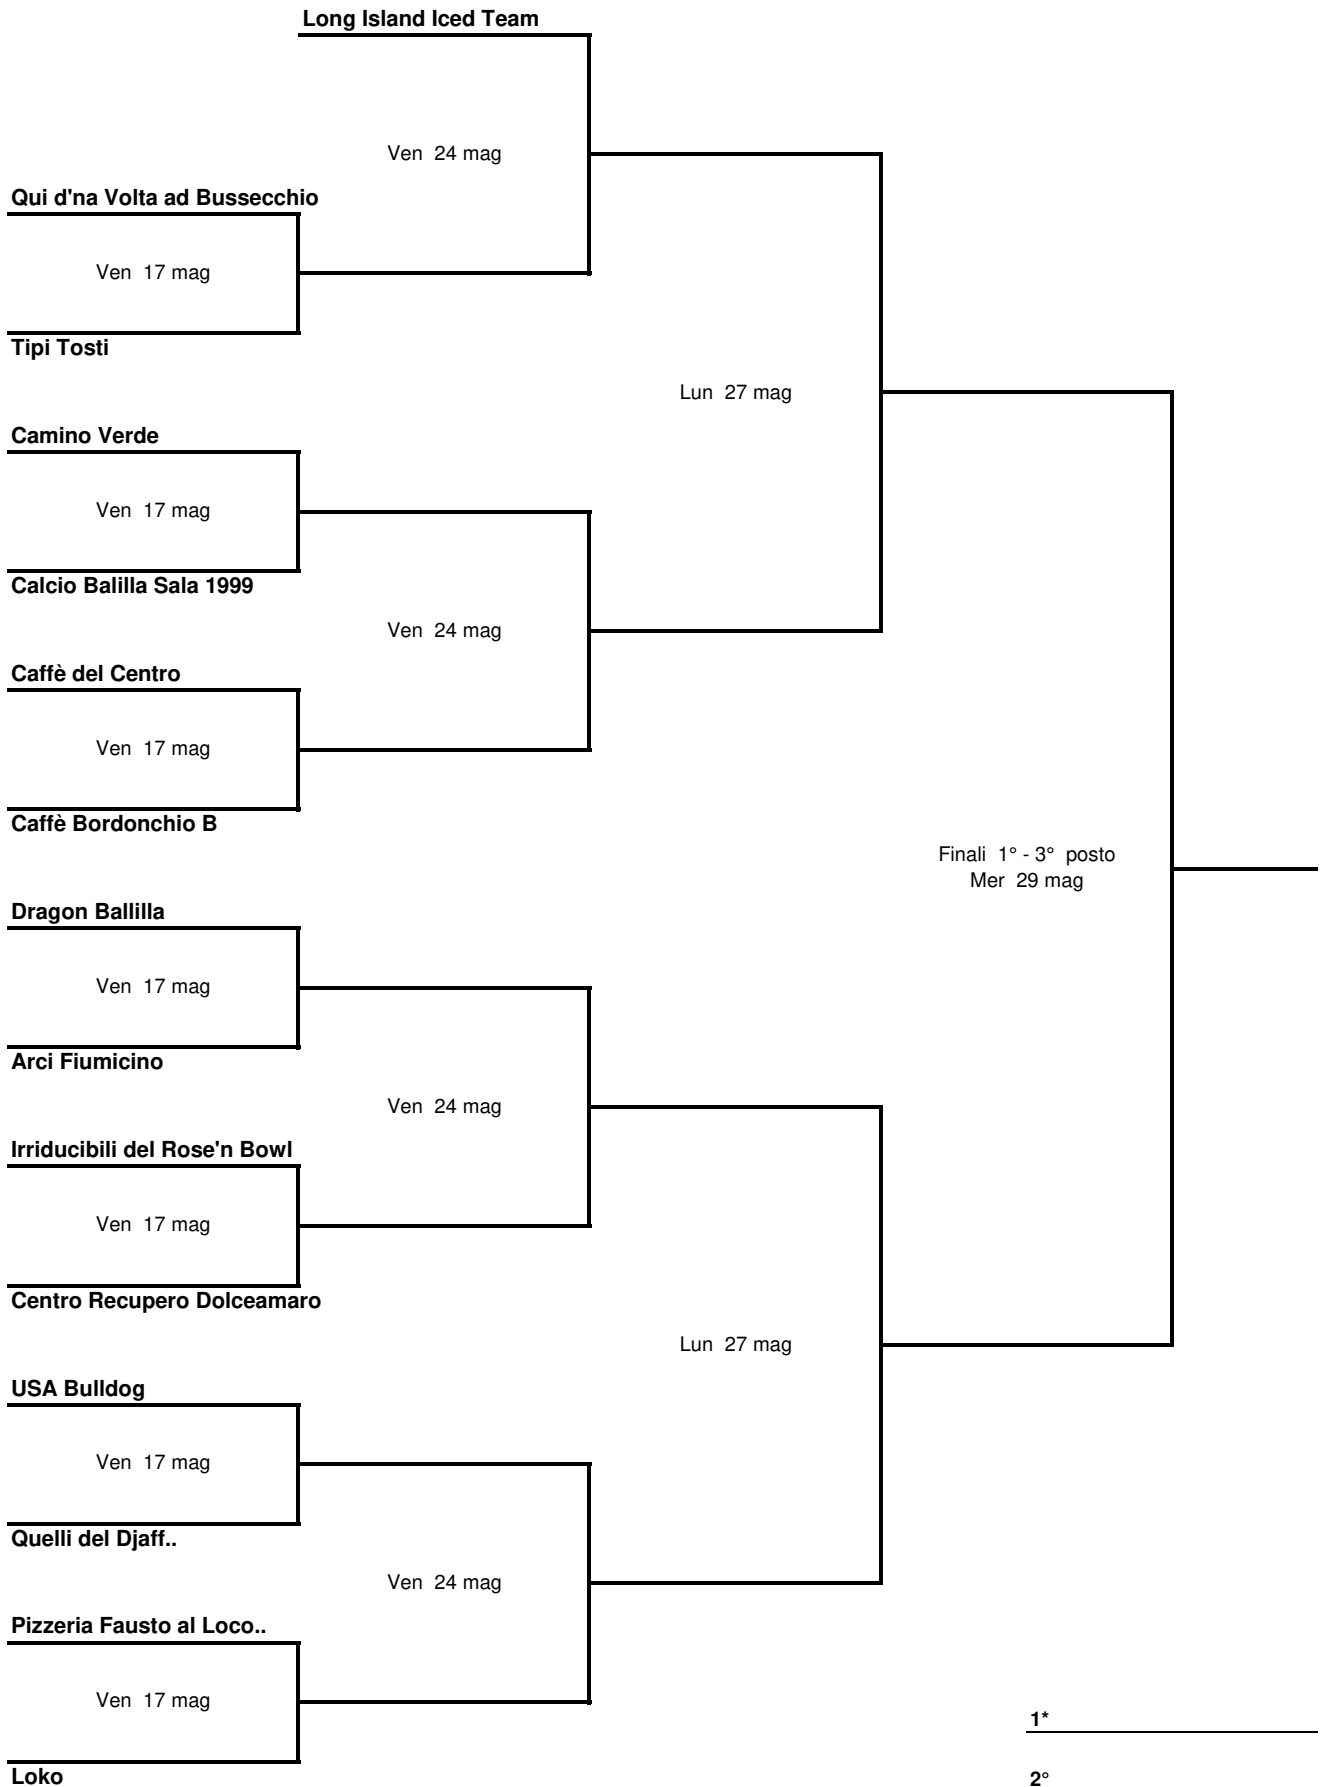 Long Island Iced Team
Ven 24 mag
Qui d'na Volta ad Bussecchio
Ven 17 mag
Tipi Tosti
Lun 27 mag
Camino Verde
Ven 17 mag
Calcio Balilla Sala 1999
Ven 24 mag
Caffè del Centro
Ven 17 mag
Caffè Bordonchio B
Finali 1° - 3° posto
Mer 29 mag
Dragon Ballilla
Ven 17 mag
Arci Fiumicino
Ven 24 mag
Irriducibili del Rose'n Bowl
Ven 17 mag
Centro Recupero Dolceamaro
Lun 27 mag
USA Bulldog
Ven 17 mag
Quelli del Djaff..
Ven 24 mag
Pizzeria Fausto al Loco..
Ven 17 mag
1*
Loko
2°